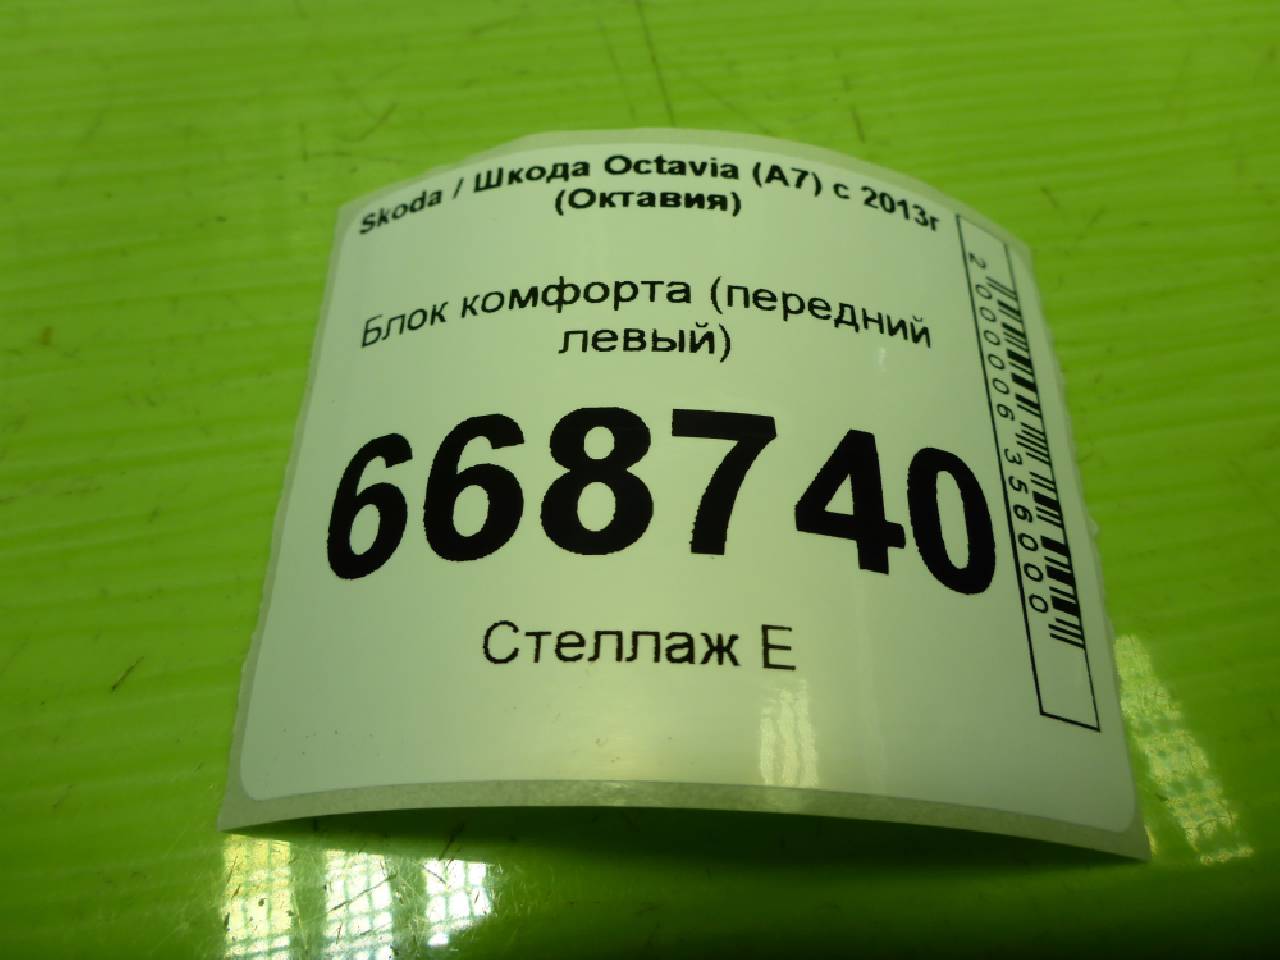 Skoda / Шкода Octavia (A7) с 2013г
(Октавия)
Блок комфорта (передний
левый)
668740
Стеллаж Е
2000006356000